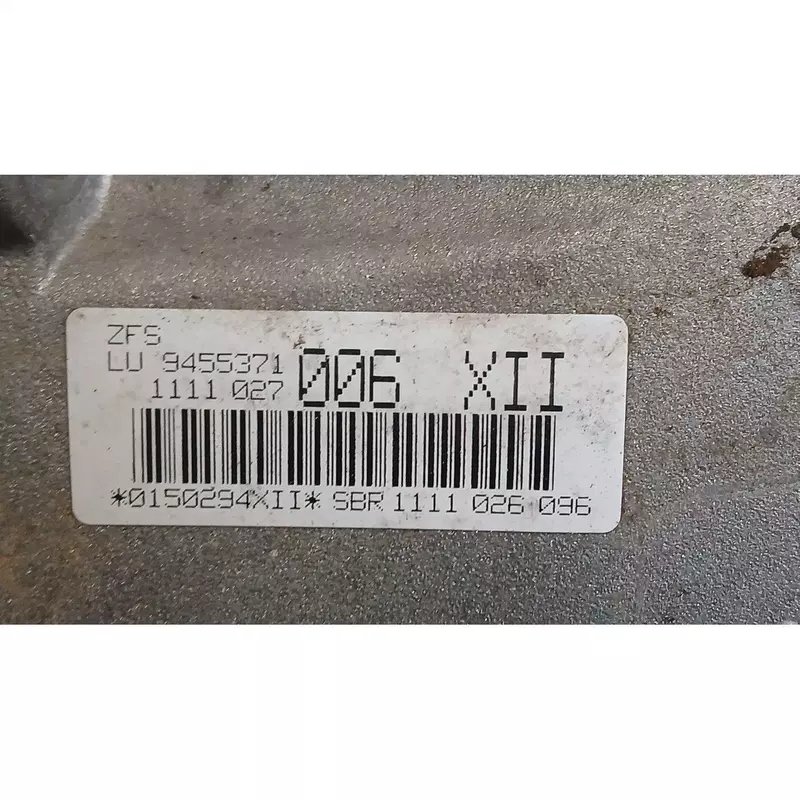 ZFS
LU 9455371
1111 027 006 XII
*0150294XII* SBR 1111 026 096